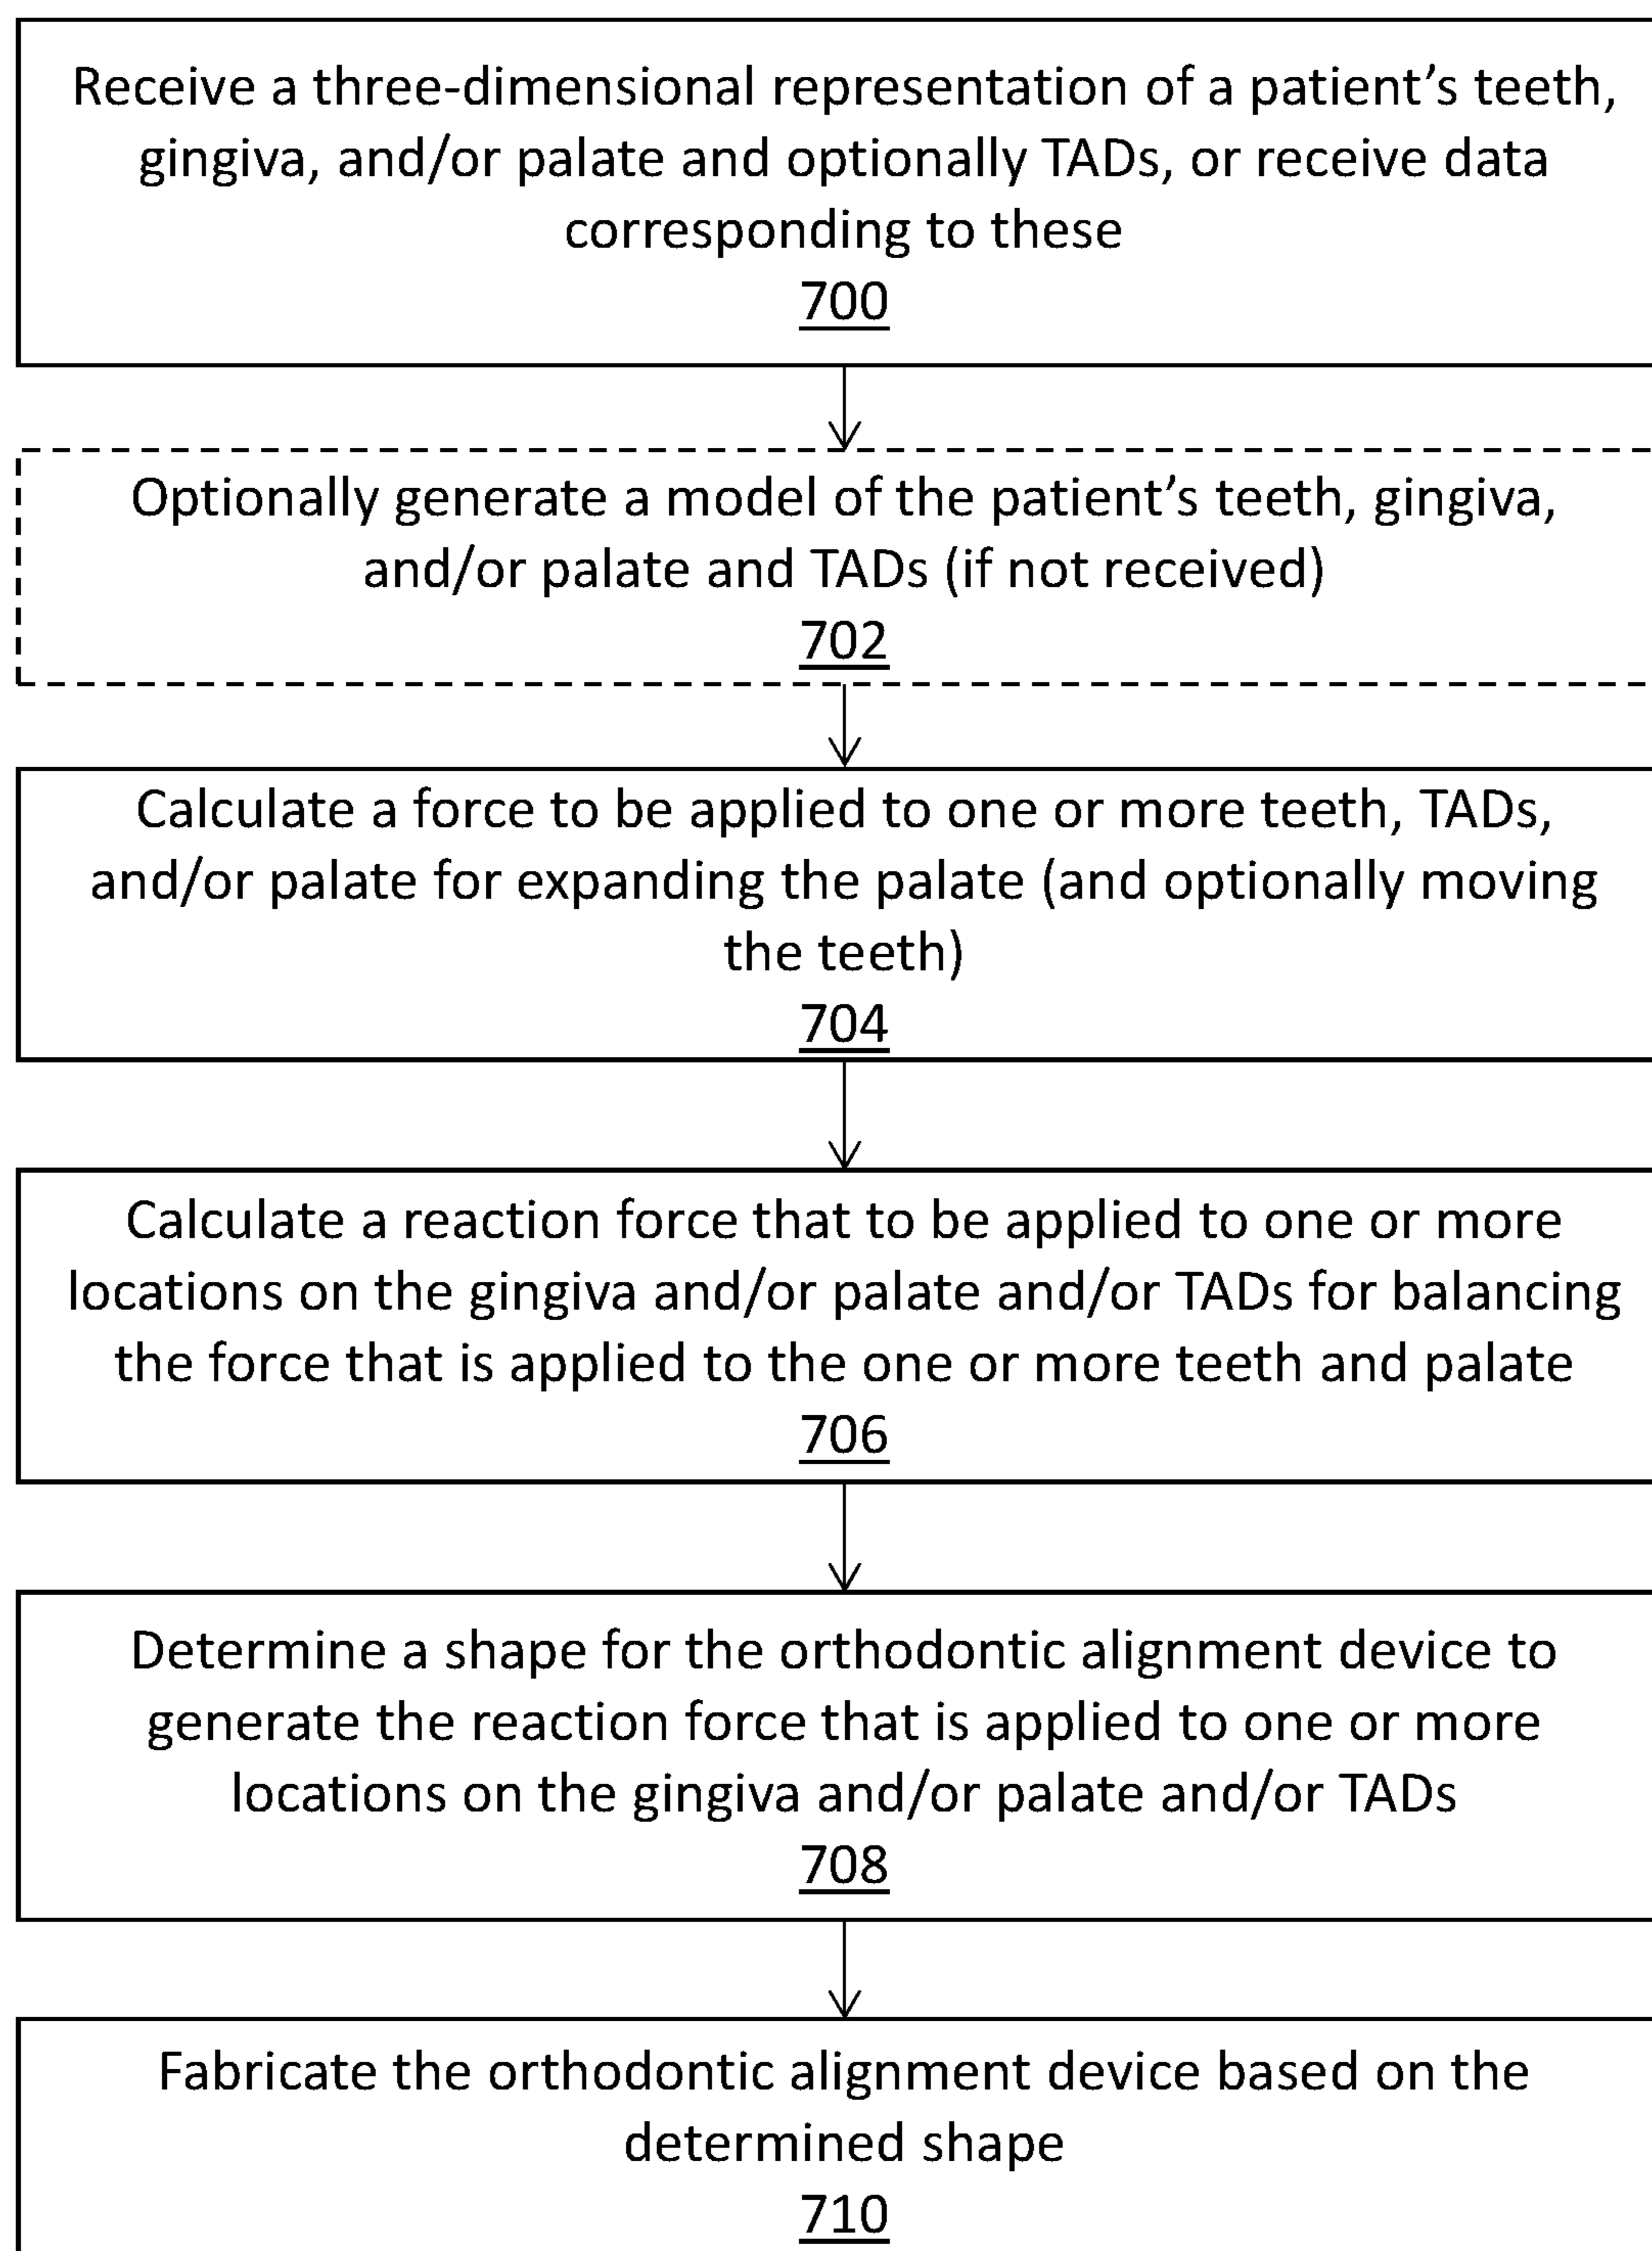 Receive a three-dimensional representation of a patient’s teeth,
gingiva, and/or palate and optionally TADs, or receive data
corresponding to these
700
Optionally generate a model of the patient’s teeth, gingiva,
and/or palate and TADs (if not received)
702
Calculate a force to be applied to one or more teeth, TADs,
and/or palate for expanding the palate (and optionally moving
the teeth)
704
Calculate a reaction force that to be applied to one or more
locations on the gingiva and/or palate and/or TADs for balancing
the force that is applied to the one or more teeth and palate
706
Determine a shape for the orthodontic alignment device to
generate the reaction force that is applied to one or more
locations on the gingiva and/or palate and/or TADs
708
Fabricate the orthodontic alignment device based on the
determined shape
710